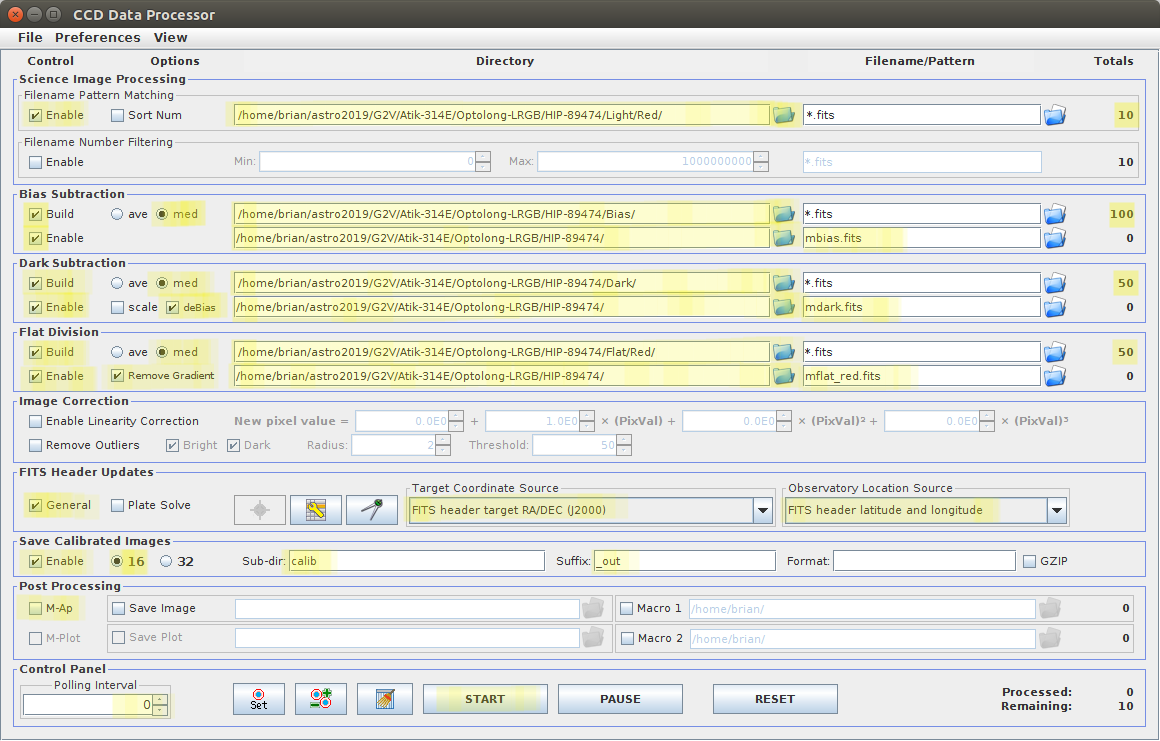 CCD Data Processor
File Preferences View
Control Options Directory Filename/Pattern Totals
Science Image Processing
Filename Pattern Matching
Enable Sort Num /home/brian/astro2019/G2V/Atik-314E/Optolong-LRGB/HIP-89474/Light/Red/ *.fits 10
Filename Number Filtering
Enable Min: 0 Max: 1000000000 *.fits 10
Bias Subtraction
Build ave med /home/brian/astro2019/G2V/Atik-314E/Optolong-LRGB/HIP-89474/Bias/ *.fits 100
Enable /home/brian/astro2019/G2V/Atik-314E/Optolong-LRGB/HIP-89474/ mbias.fits 0
Dark Subtraction
Build ave med /home/brian/astro2019/G2V/Atik-314E/Optolong-LRGB/HIP-89474/Dark/ *.fits 50
Enable scale deBias /home/brian/astro2019/G2V/Atik-314E/Optolong-LRGB/HIP-89474/ mdark.fits 0
Flat Division
Build ave med /home/brian/astro2019/G2V/Atik-314E/Optolong-LRGB/HIP-89474/Flat/Red/ *.fits 50
Enable Remove Gradient /home/brian/astro2019/G2V/Atik-314E/Optolong-LRGB/HIP-89474/ mflat_red.fits 0
Image Correction
Enable Linearity Correction New pixel value = 0.0E0 + 1.0E0 × (PixVal) + 0.0E0 × (PixVal)² + 0.0E0 × (PixVal)³
Remove Outliers Bright Dark Radius: 2 Threshold: 50
FITS Header Updates
General Plate Solve Target Coordinate Source Observatory Location Source
FITS header target RA/DEC (J2000) FITS header latitude and longitude
Save Calibrated Images
Enable 16 32 Sub-dir: calib Suffix: _out Format: GZIP
Post Processing
M-Ap Save Image Macro 1 /home/brian/ 0
M-Plot Save Plot Macro 2 /home/brian/ 0
Control Panel
Polling Interval
0 Set START PAUSE RESET
Processed: 0
Remaining: 10